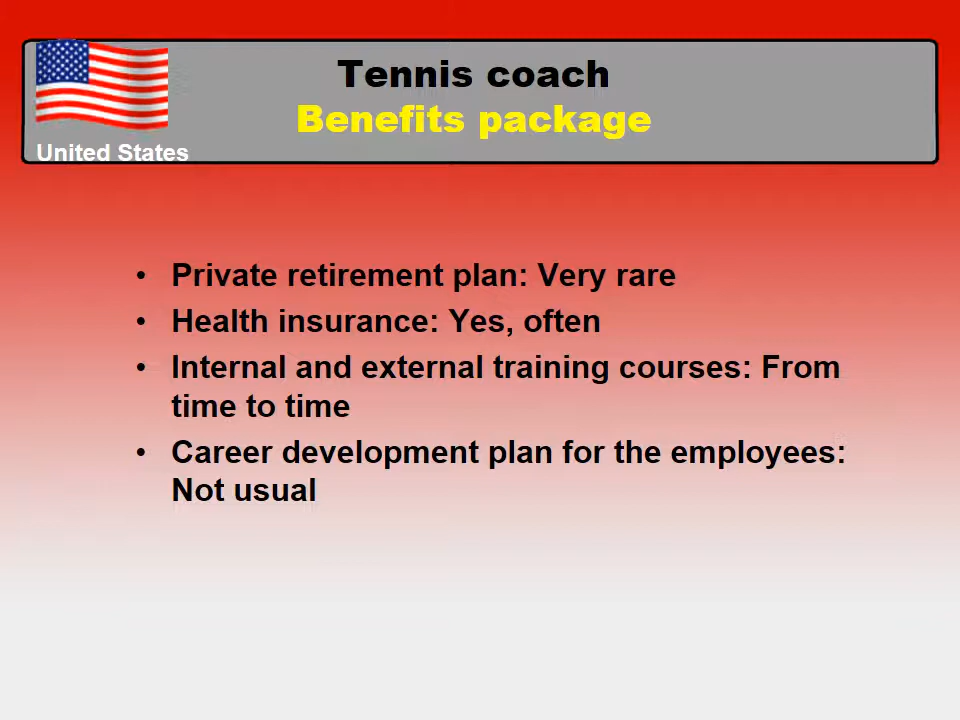 Tennis coach
Benefits package
United States
• Private retirement plan: Very rare
• Health insurance: Yes, often
• Internal and external training courses: From
time to time
• Career development plan for the employees:
Not usual